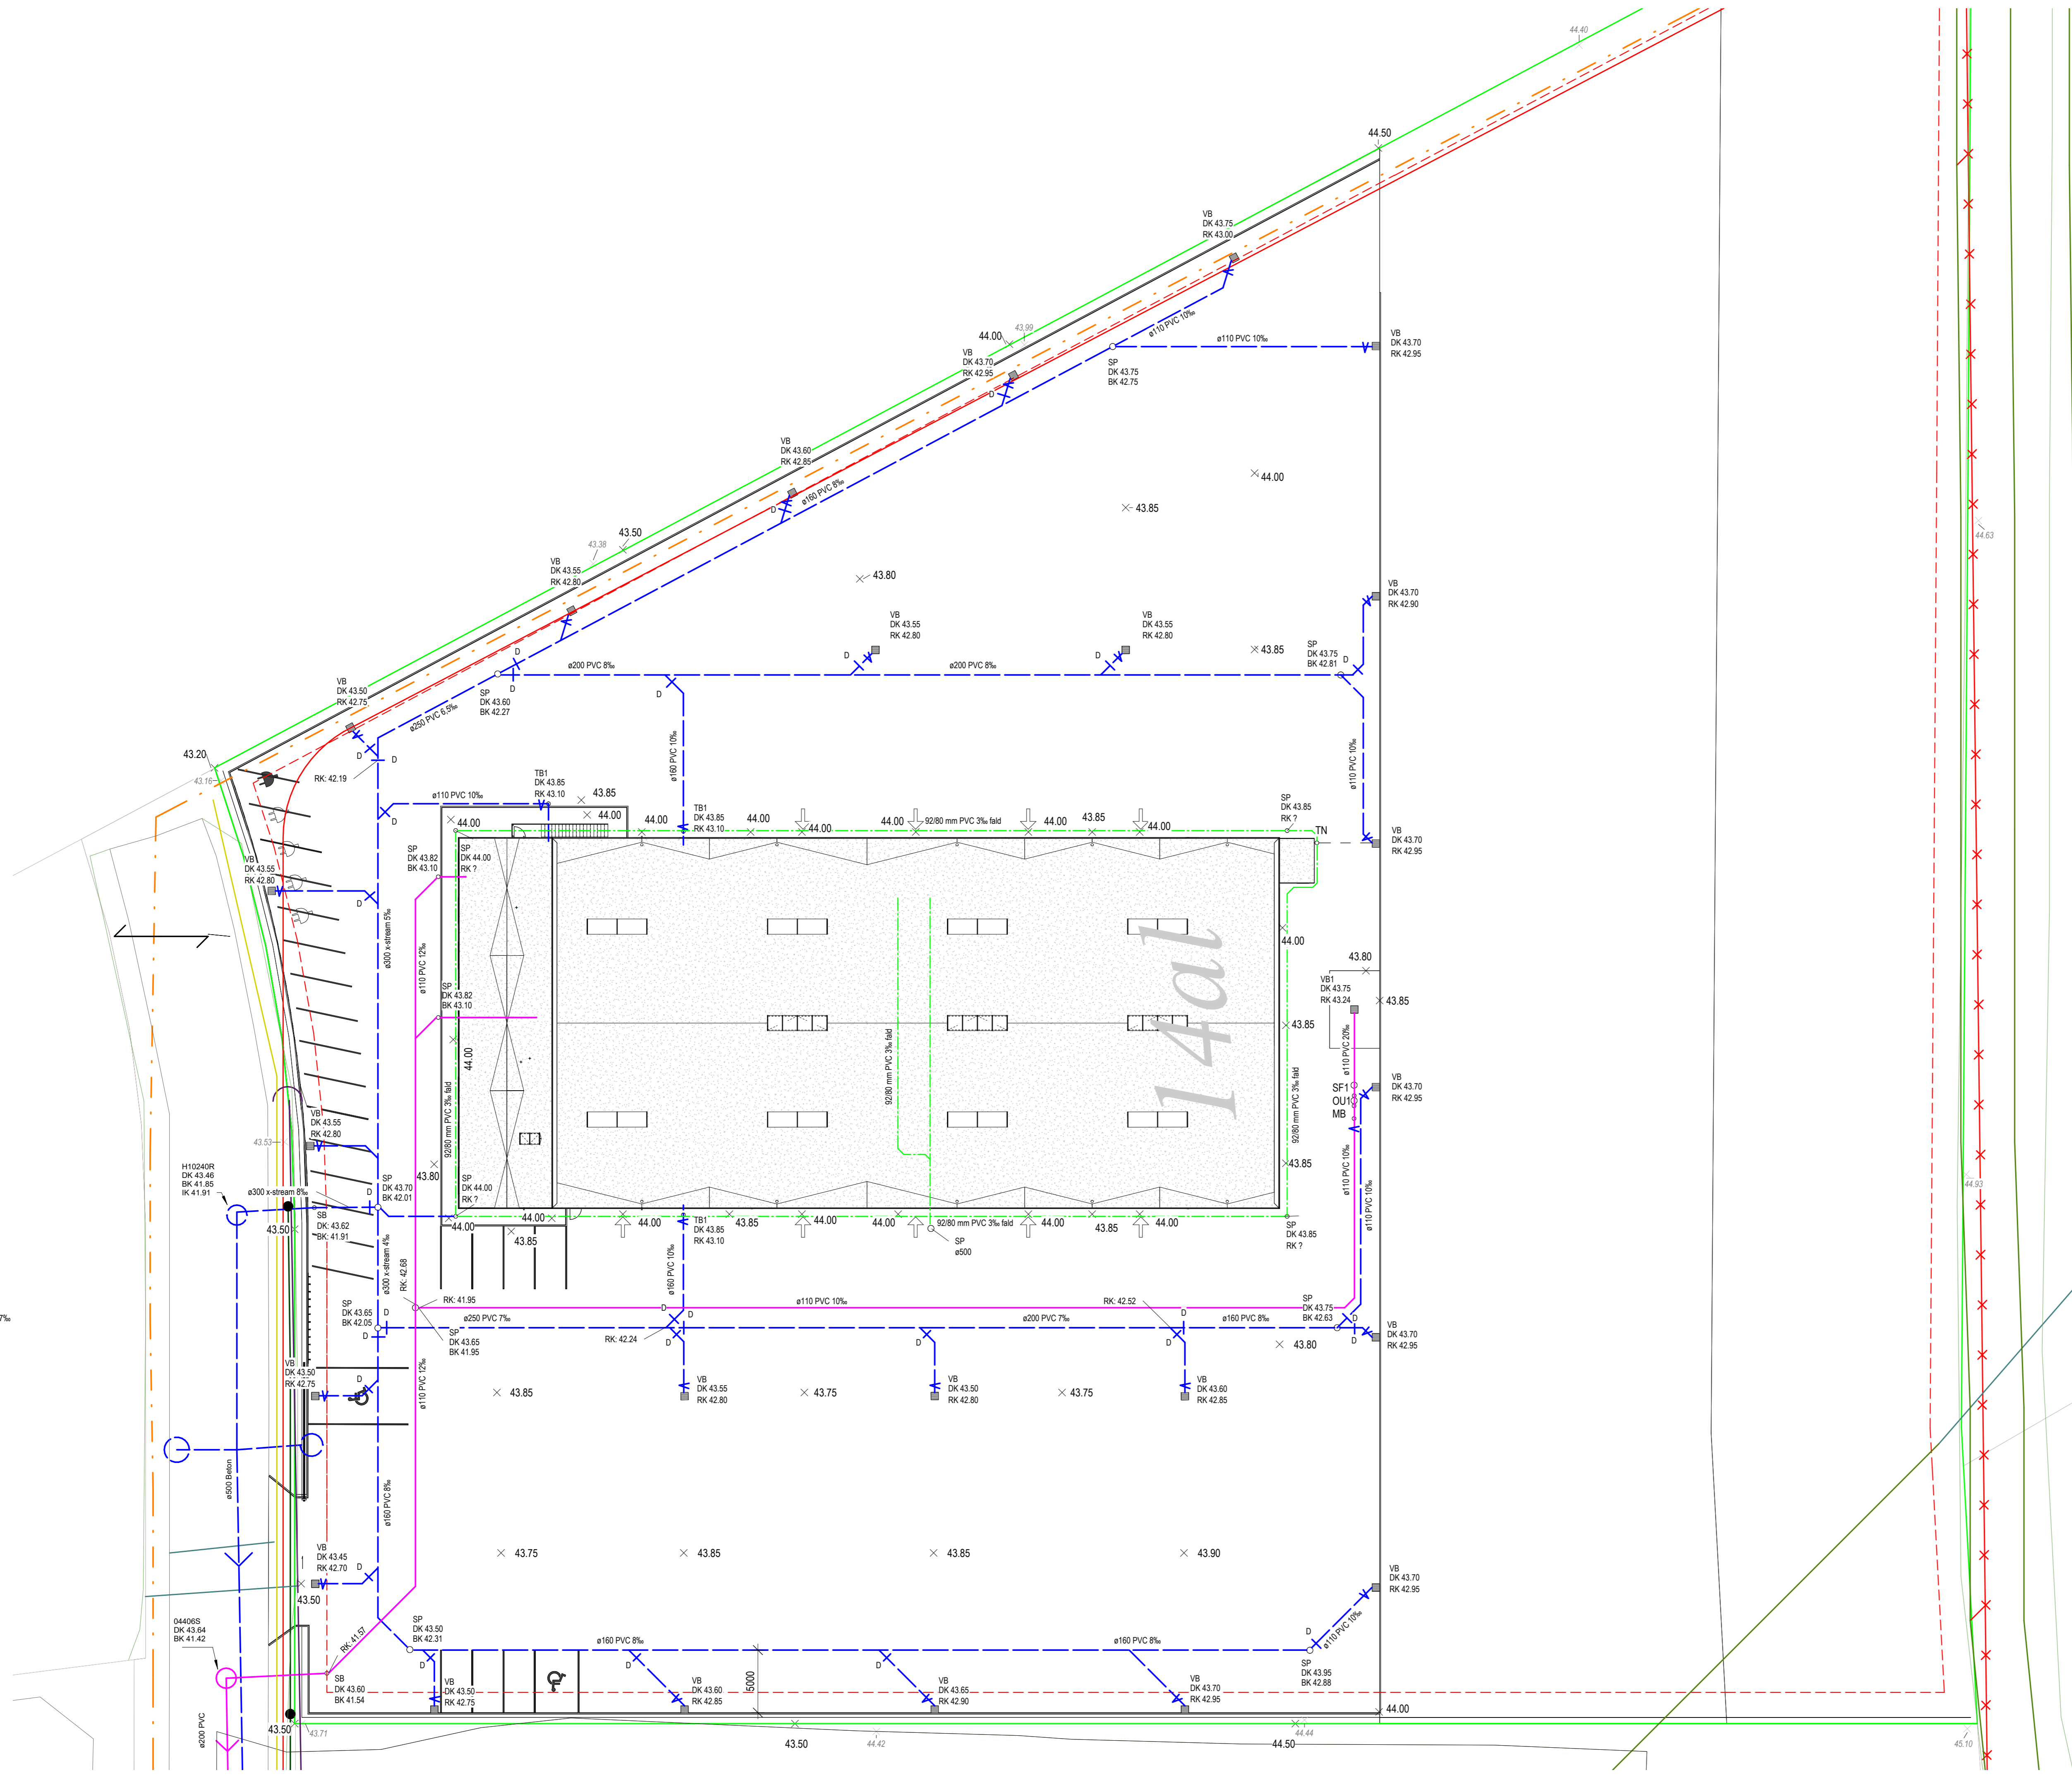 44.40
44.50
VB
DK 43.75
RK 43.00
ø110 PVC 10‰
44.00
43.99
VB
DK 43.70
RK 42.95
ø110 PVC 10‰
VB
DK 43.70
RK 42.95
SP
DK 43.75
BK 42.75
D
VB
DK 43.60
RK 42.85
ø160 PVC 8‰
D
44.00
43.85
44.63
43.50
43.38
VB
DK 43.55
RK 42.80
43.80
VB
DK 43.70
RK 42.90
VB
DK 43.55
RK 42.80
VB
DK 43.55
RK 42.80
D
ø200 PVC 8‰
D
ø200 PVC 8‰
D
43.85
SP
DK 43.75
BK 42.81
D
D
D
SP
DK 43.60
BK 42.27
VB
DK 43.50
RK 42.75
ø250 PVC 6.5‰
43.20
43.16
D
D
RK: 42.19
ø160 PVC 10‰
ø110 PVC 10‰
TB1
DK 43.85
RK 43.10
ø110 PVC 10‰
43.85
44.00
D
44.00
TB1
DK 43.85
RK 43.10
44.00
44.00
44.00
44.00
92/80 mm PVC 3‰ fald
44.00
43.85
44.00
SP
DK 43.85
RK ?
TN
VB
DK 43.70
RK 42.95
SP
DK 43.82
BK 43.10
SP
DK 44.00
RK ?
VB
DK 43.55
RK 42.80
D
ø300 x-stream 5‰
ø110 PVC 12‰
SP
DK 43.82
BK 43.10
44.00
92/80 mm PVC 3‰ fald
92/80 mm PVC 3‰ fald
14al
44.00
43.80
VB1
DK 43.75
RK 43.24
43.85
43.85
ø110 PVC 20‰
92/80 mm PVC 3‰ fald
SF1
OU1
MB
VB
DK 43.70
RK 42.95
VB
DK 43.55
RK 42.80
43.53
43.80
43.85
ø110 PVC 10‰
ø110 PVC 10‰
44.93
H10240R
DK 43.46
BK 41.85
IK 41.91
ø300 x-stream 8‰
D
SP
DK 43.70
BK 42.01
SP
DK 44.00
RK ?
SB
DK: 43.62
BK: 41.91
43.50
44.00
44.00
43.85
44.00
TB1
DK 43.85
RK 43.10
43.85
44.00
44.00
92/80 mm PVC 3‰ fald
SP
ø500
44.00
43.85
44.00
SP
DK 43.85
RK ?
ø300 x-stream 4‰
RK: 42.68
ø160 PVC 10‰
RK: 41.95
SP
DK 43.65
BK 42.05
D
D
ø250 PVC 7‰
SP
DK 43.65
BK 41.95
ø110 PVC 10‰
D
D
RK: 42.24
D
ø200 PVC 7‰
D
RK: 42.52
D
D
ø160 PVC 8‰
SP
DK 43.75
BK 42.63
D
VB
DK 43.70
RK 42.95
43.80
7‰
VB
DK 43.50
RK 42.75
D
ø110 PVC 12‰
43.85
VB
DK 43.55
RK 42.80
43.75
VB
DK 43.50
RK 42.80
43.75
VB
DK 43.60
RK 42.85
ø500 Beton
ø160 PVC 8‰
43.75
43.85
43.85
43.90
VB
DK 43.45
RK 42.70
D
43.50
VB
DK 43.70
RK 42.95
04406S
DK 43.64
BK 41.42
RK: 41.57
SP
DK 43.50
BK 42.31
D
ø160 PVC 8‰
D
D
ø160 PVC 8‰
D
ø110 PVC 10‰
SP
DK 43.95
BK 42.88
SB
DK 43.60
BK 41.54
VB
DK 43.50
RK 42.75
VB
DK 43.60
RK 42.85
5000
VB
DK 43.65
RK 42.90
VB
DK 43.70
RK 42.95
44.00
ø200 PVC
43.50
43.71
43.50
44.42
44.50
44.44
45.10